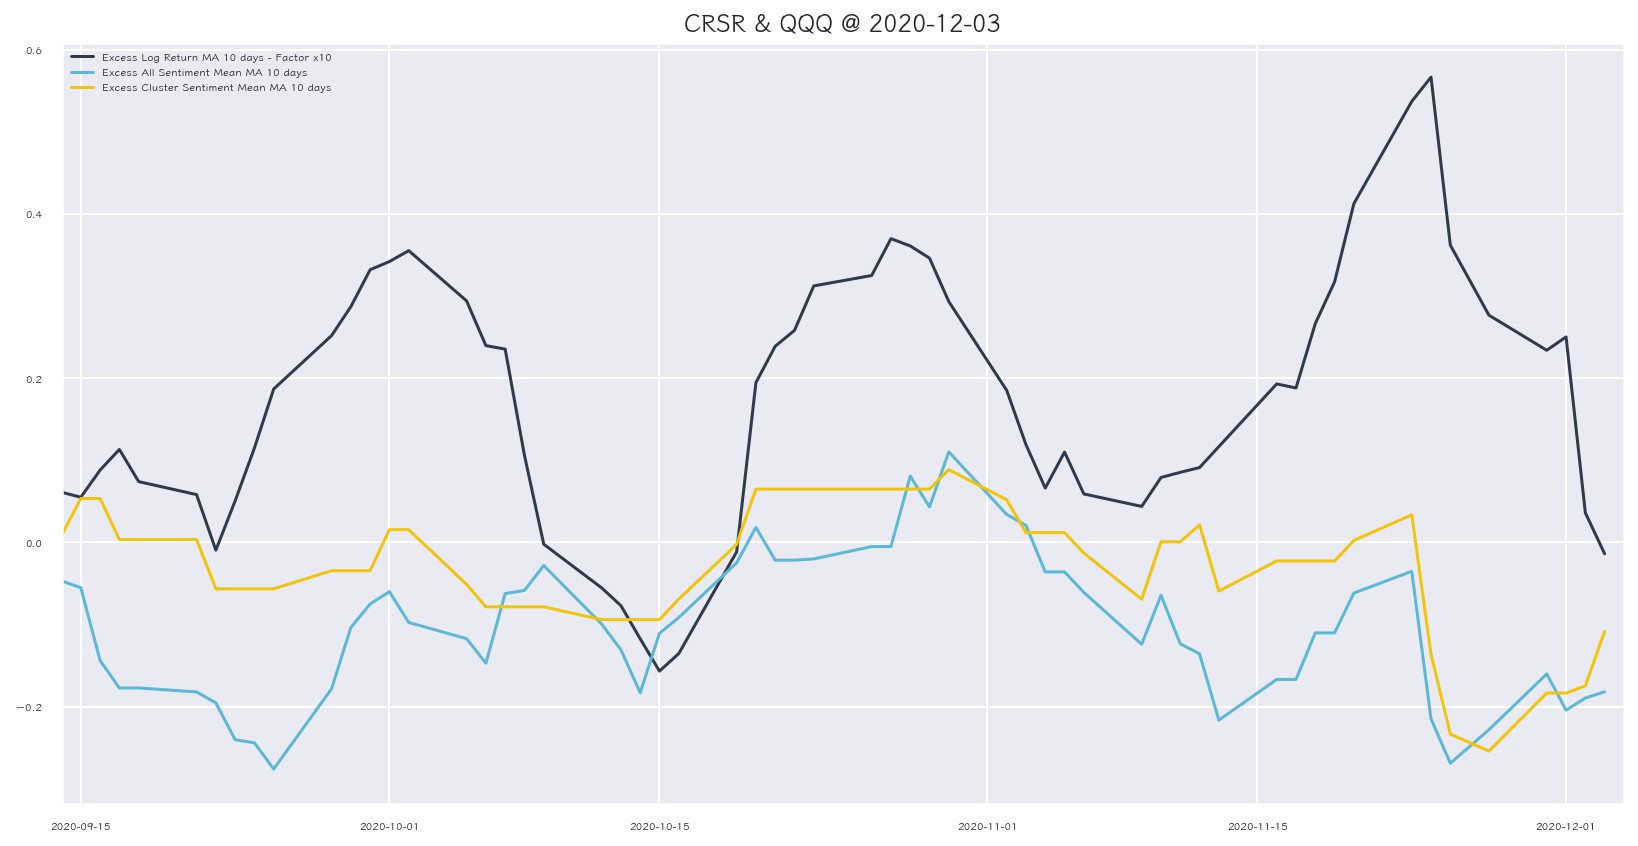 CRSR & QQQ @ 2020-12-03
Excess Log Return MA 10 days - Factor x10
Excess All Sentiment Mean MA 10 days
Excess Cluster Sentiment Mean MA 10 days
0.6
0.4
0.2
0.0
−0.2
2020-09-15 2020-10-01 2020-10-15 2020-11-01 2020-11-15 2020-12-01